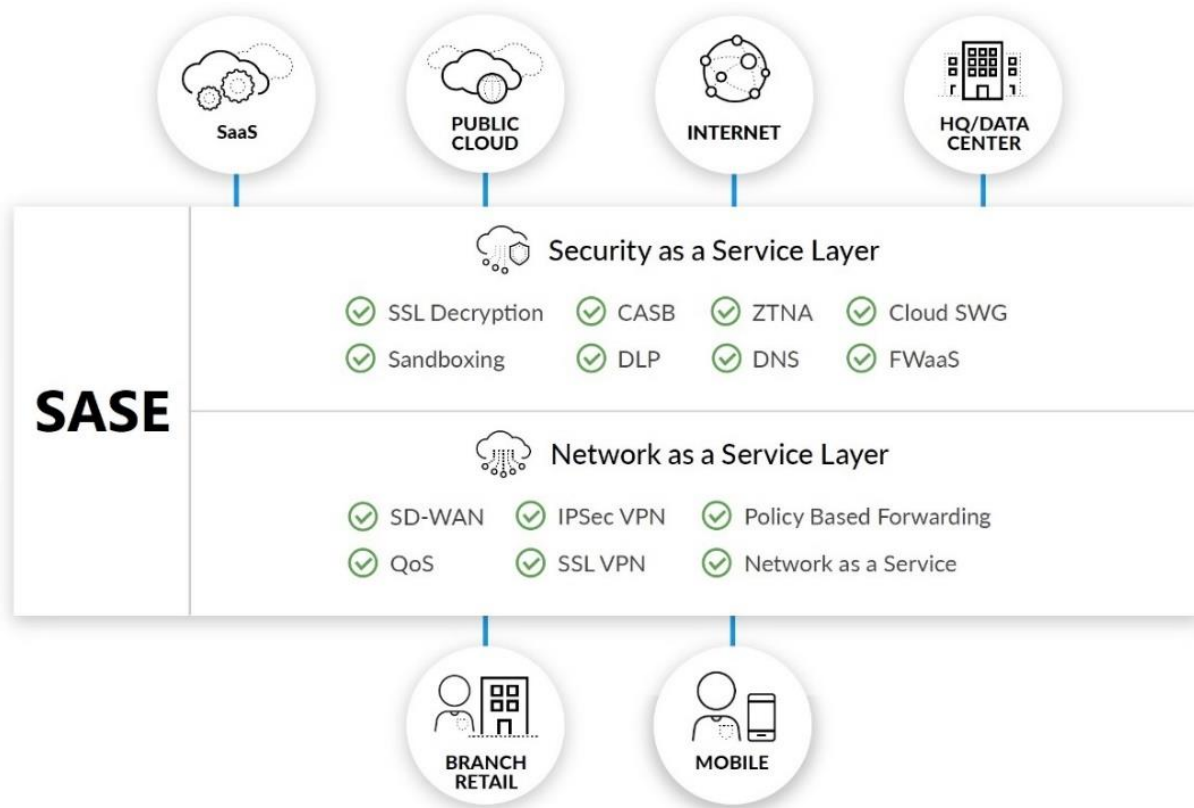 SaaS
PUBLIC
CLOUD
INTERNET
HQ/DATA
CENTER
SASE
Security as a Service Layer
SSL Decryption CASB ZTNA Cloud SWG
Sandboxing DLP DNS FWaaS
Network as a Service Layer
SD-WAN IPSec VPN Policy Based Forwarding
QoS SSL VPN Network as a Service
BRANCH
RETAIL
MOBILE